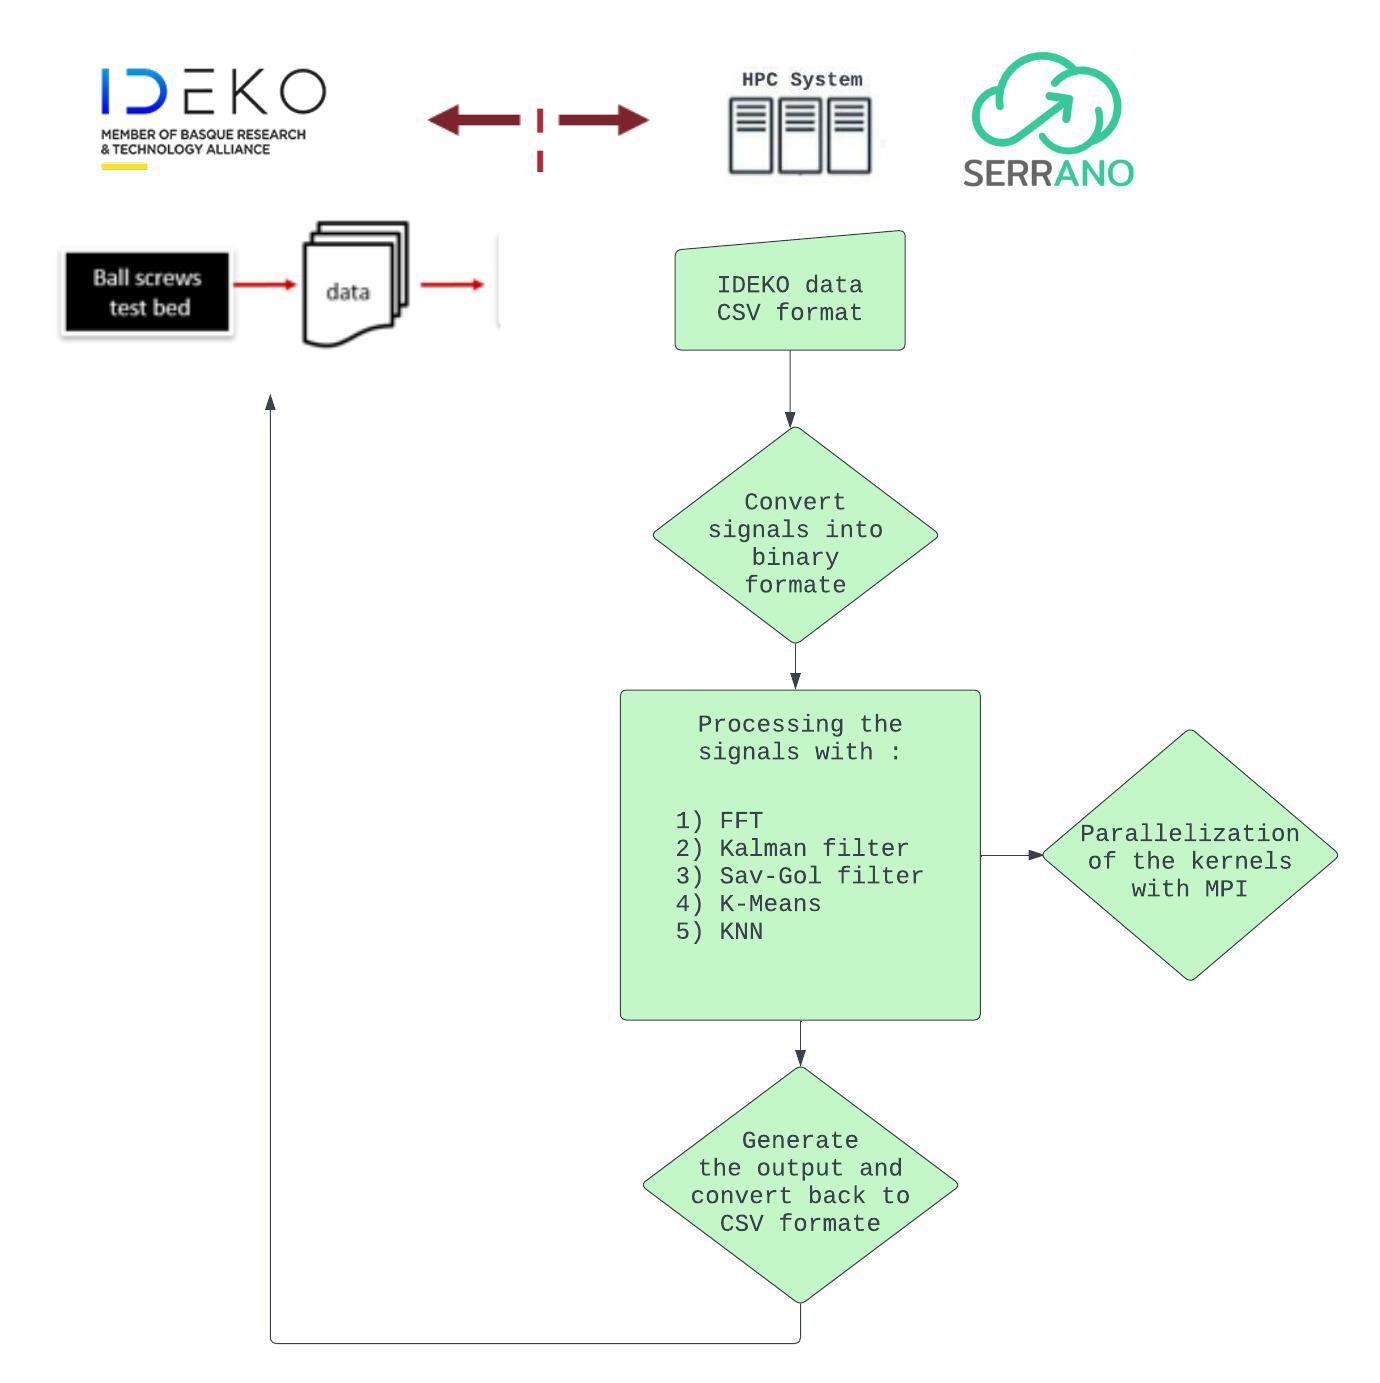 IDEKO
MEMBER OF BASQUE RESEARCH
& TECHNOLOGY ALLIANCE
HPC System
SERRANO
Ball screws
test bed
data
IDEKO data
CSV format
Convert
signals into
binary
formate
Processing the
signals with :
1) FFT
2) Kalman filter
3) Sav-Gol filter
4) K-Means
5) KNN
Parallelization
of the kernels
with MPI
Generate
the output and
convert back to
CSV formate